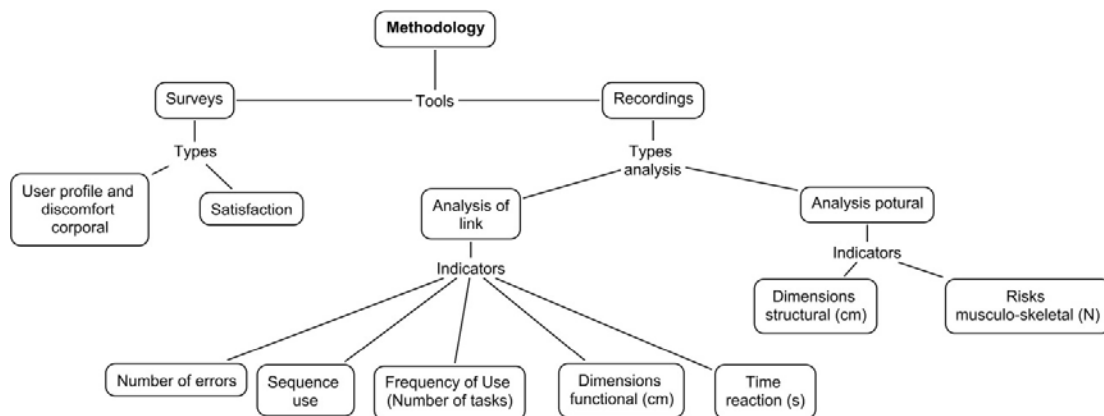 Methodology
Surveys
Tools
Recordings
Types
Types
analysis
User profile and
discomfort
corporal
Satisfaction
Analysis of
link
Analysis potural
Indicators
Indicators
Dimensions
structural (cm)
Risks
musculo-skeletal (N)
Number of errors
Sequence
use
Frequency of Use
(Number of tasks)
Dimensions
functional (cm)
Time
reaction (s)